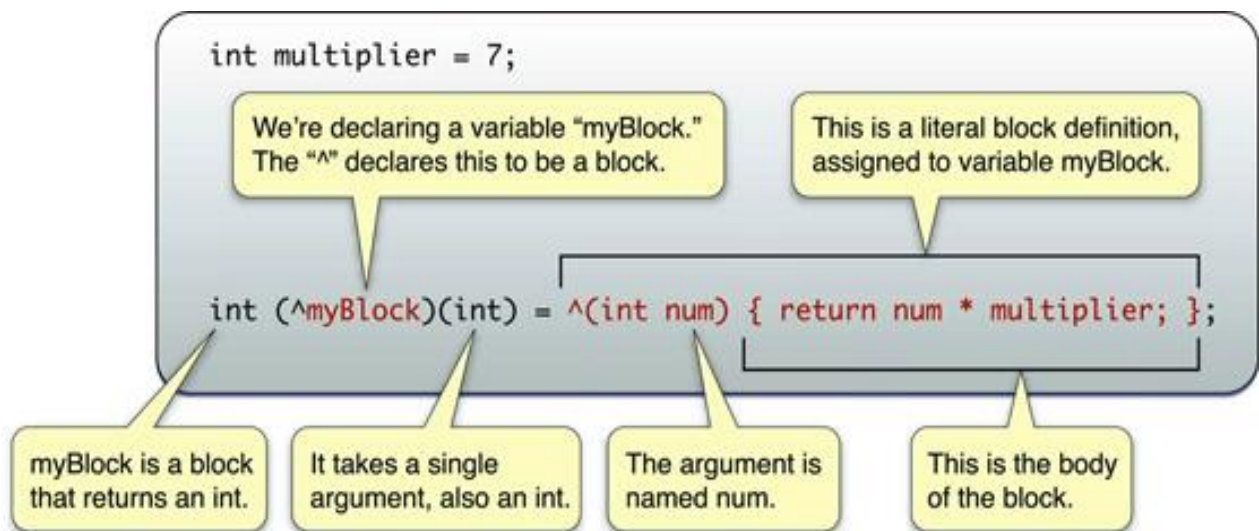 int multiplier = 7;
We're declaring a variable “myBlock.”
The “^” declares this to be a block.
This is a literal block definition,
assigned to variable myBlock.
int (^myBlock)(int) = ^(int num) { return num * multiplier; };
myBlock is a block
that returns an int.
It takes a single
argument, also an int.
The argument is
named num.
This is the body
of the block.